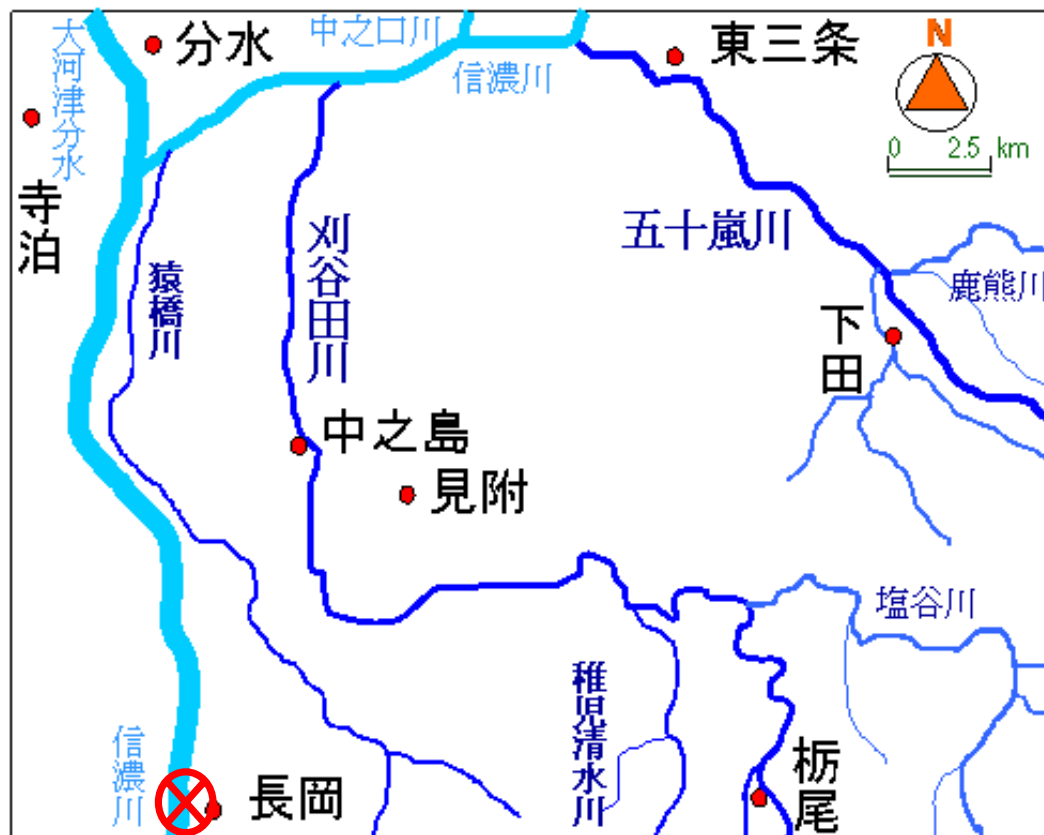 分水
中之口川
東三条
N
大河津分水
信濃川
0 2.5 km
寺泊
五十嵐川
刈谷田川
猿橋川
鹿熊川
下田
中之島
見附
塩谷川
稚児清水川
信濃川
長岡
栃尾